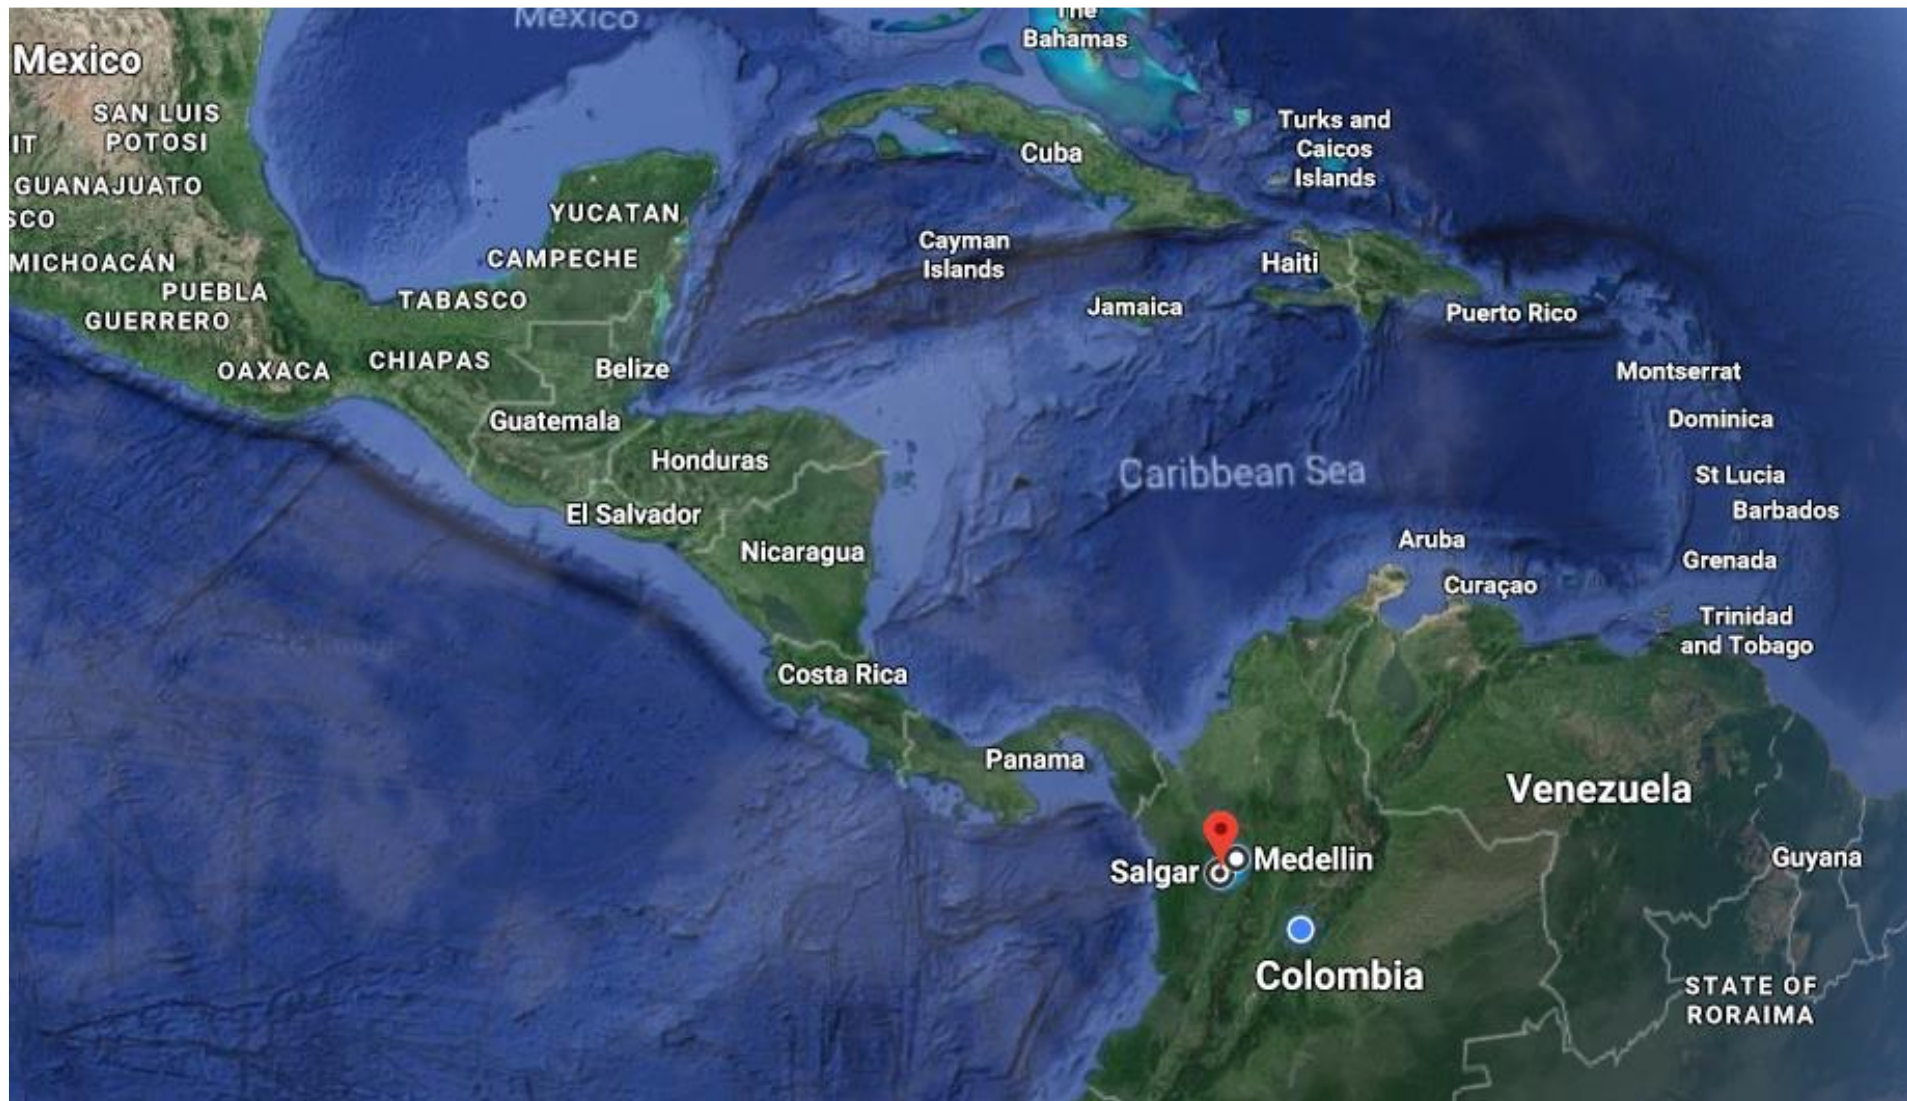 Mexico
The
Bahamas
Mexico
SAN LUIS
POTOSI
IT
GUANAJUATO
SCO
MICHOACÁN
PUEBLA
GUERRERO
OAXACA
CHIAPAS
TABASCO
CAMPECHE
YUCATAN
Cuba
Turks and
Caicos
Islands
Cayman
Islands
Haiti
Jamaica
Puerto Rico
Belize
Guatemala
Honduras
El Salvador
Nicaragua
Montserrat
Dominica
St Lucia
Barbados
Caribbean Sea
Aruba
Curaçao
Grenada
Trinidad
and Tobago
Costa Rica
Panama
Venezuela
Salgar
Medellin
Guyana
Colombia
STATE OF
RORAIMA